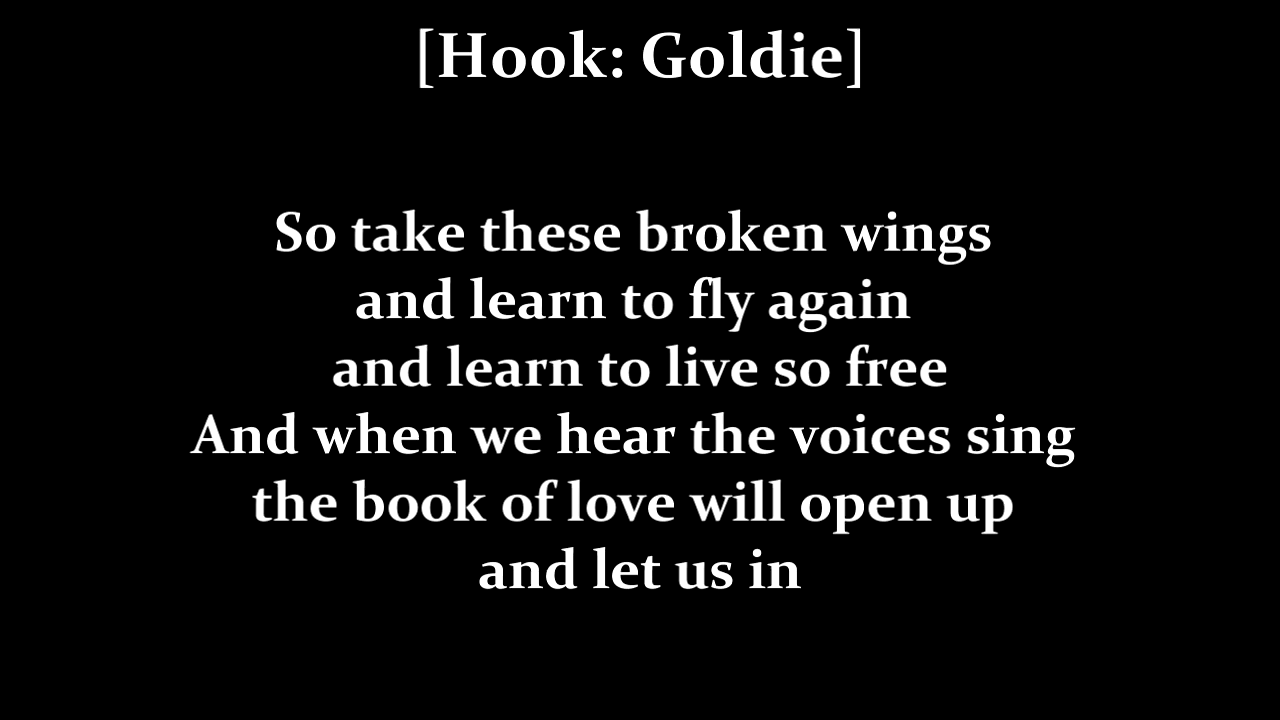 [Hook: Goldie]
So take these broken wings
and learn to fly again
and learn to live so free
And when we hear the voices sing
the book of love will open up
and let us in